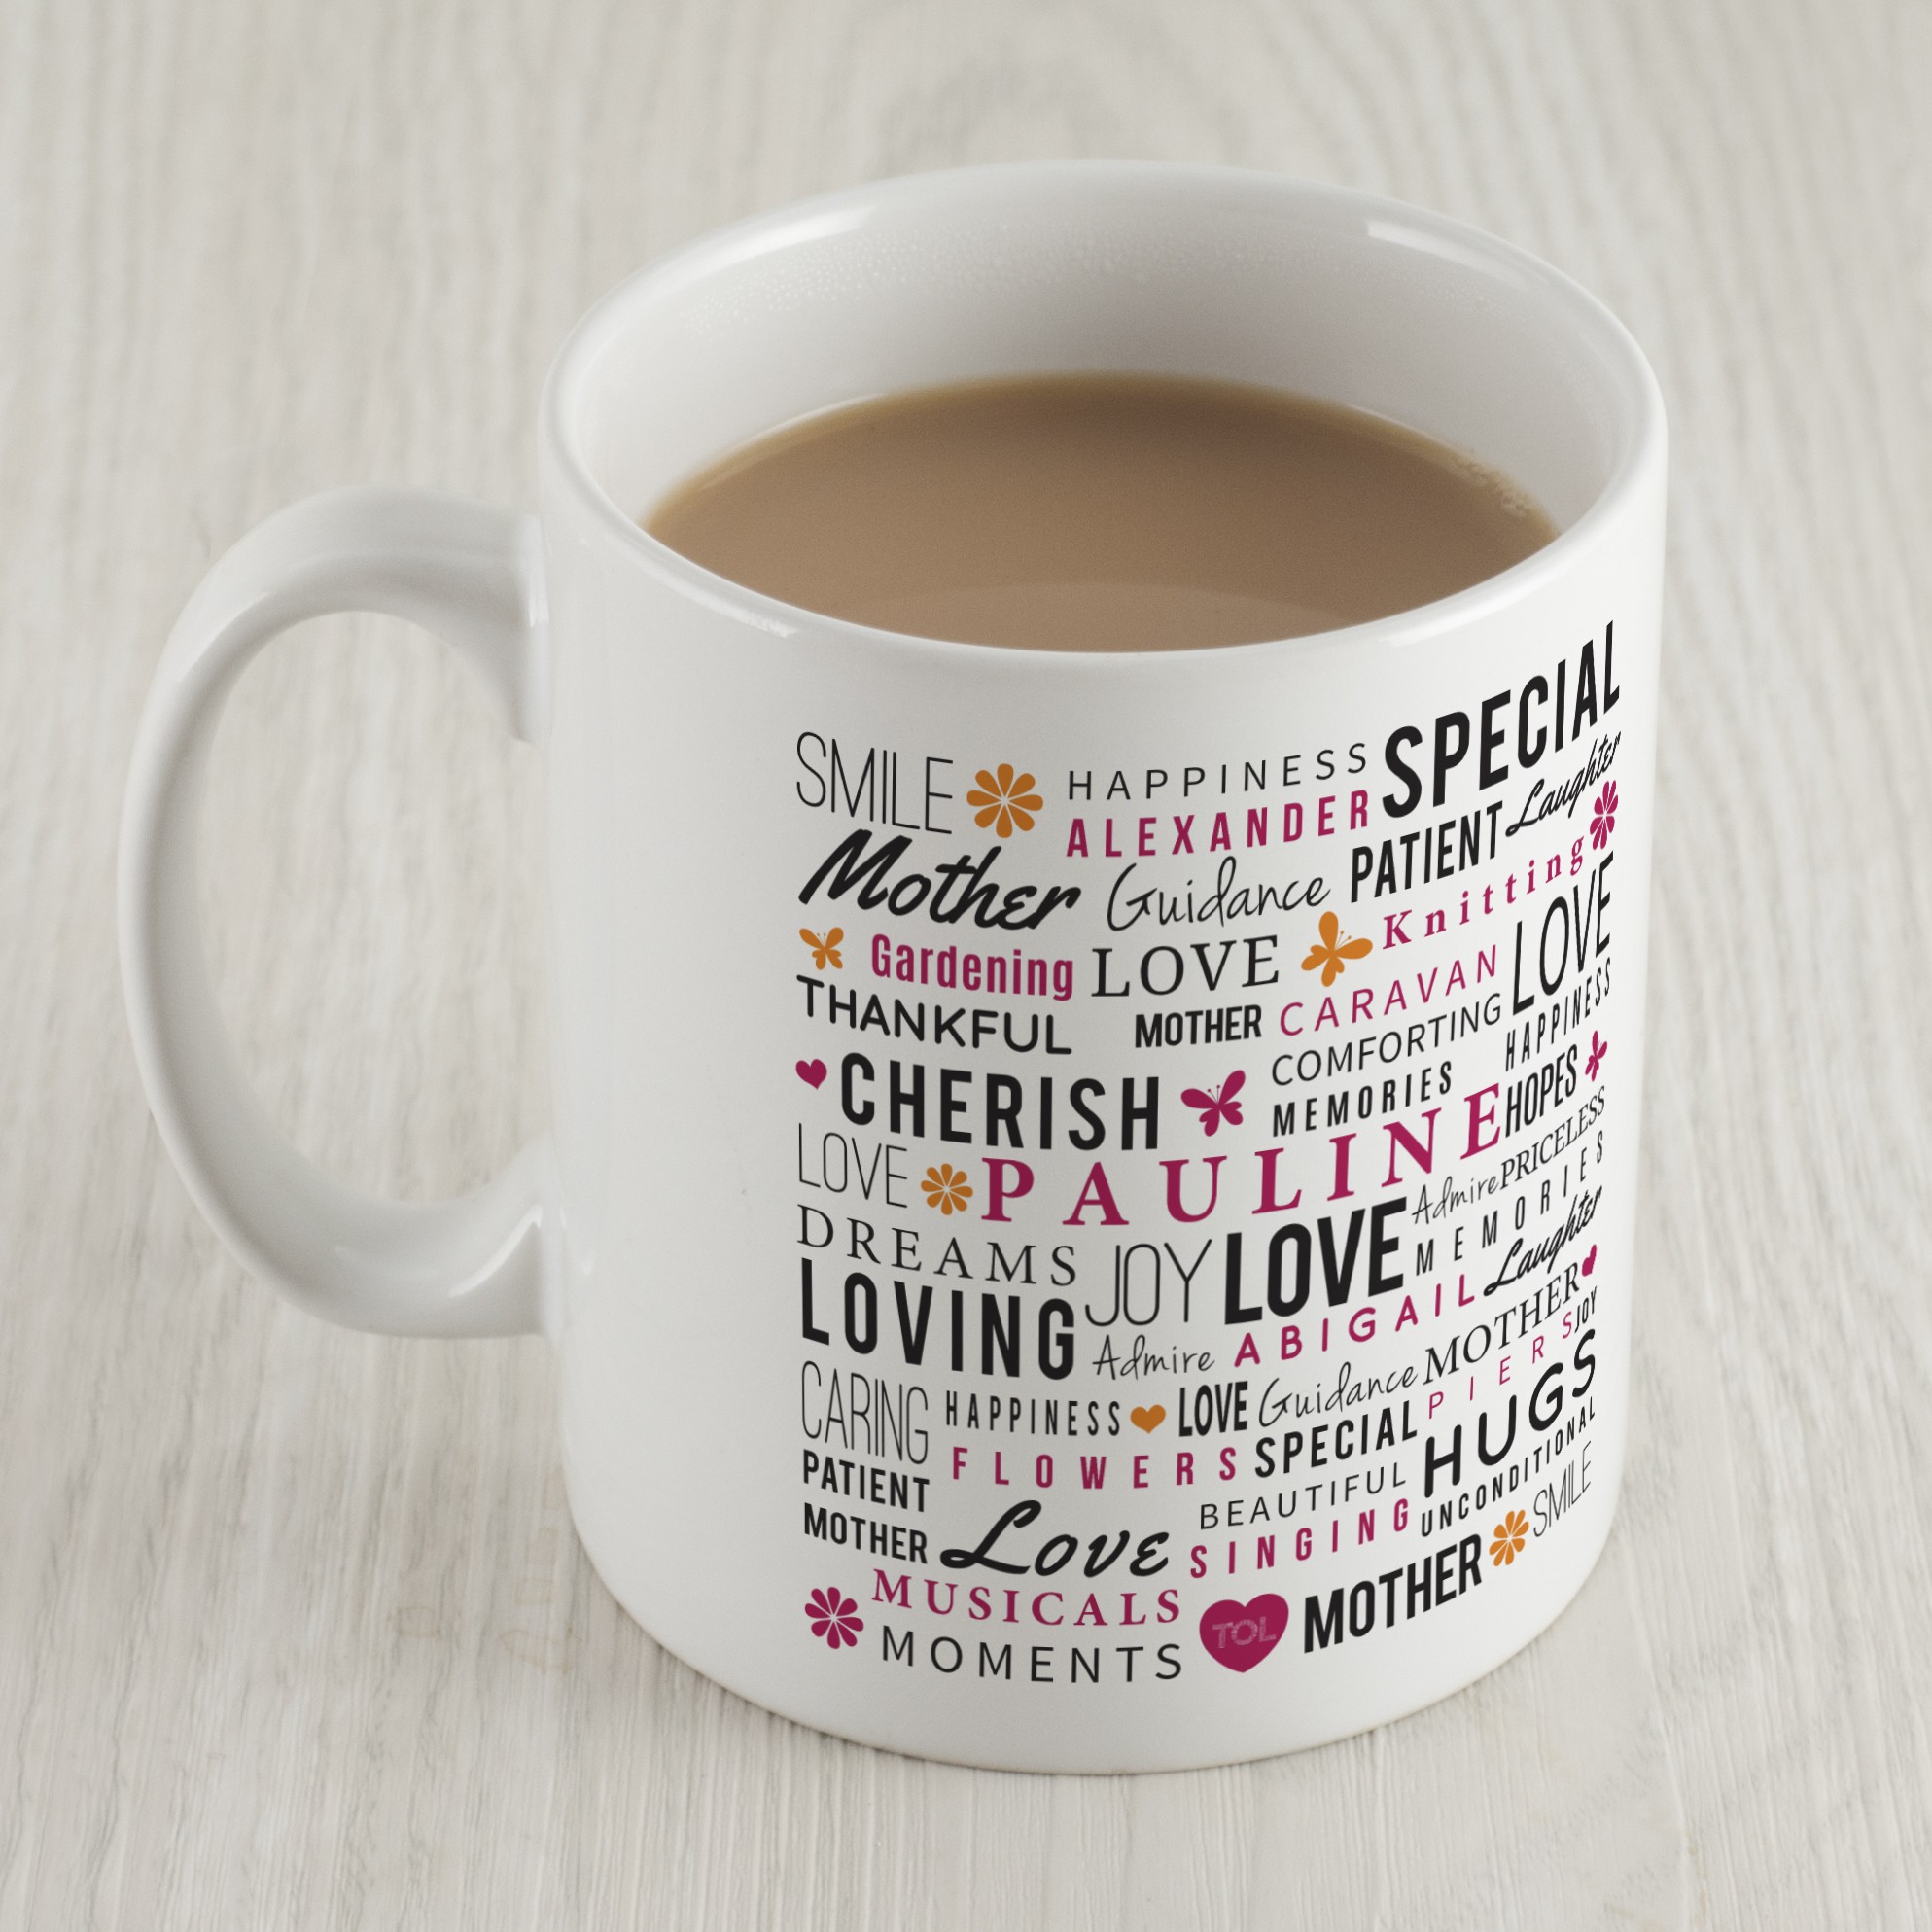 SMILE HAPPINESS SPECIAL
ALEXANDER Laughter
Mother Guidance PATIENT
Knitting
Gardening LOVE LOVE
THANKFUL MOTHER CARAVAN
COMFORTING HAPPINESS
CHERISH MEMORIES HOPES
LOVE PAULINE PRICELESS
Admire
DREAMS JOY LOVE MEMORIES
Laughter
LOVING Admire ABIGAIL MOTHER
CARING HAPPINESS LOVE Guidance PIERS JOY
FLOWERS SPECIAL HUGS
PATIENT BEAUTIFUL UNCONDITIONAL
MOTHER Love SINGING SMILE
MUSICALS TOL MOTHER
MOMENTS